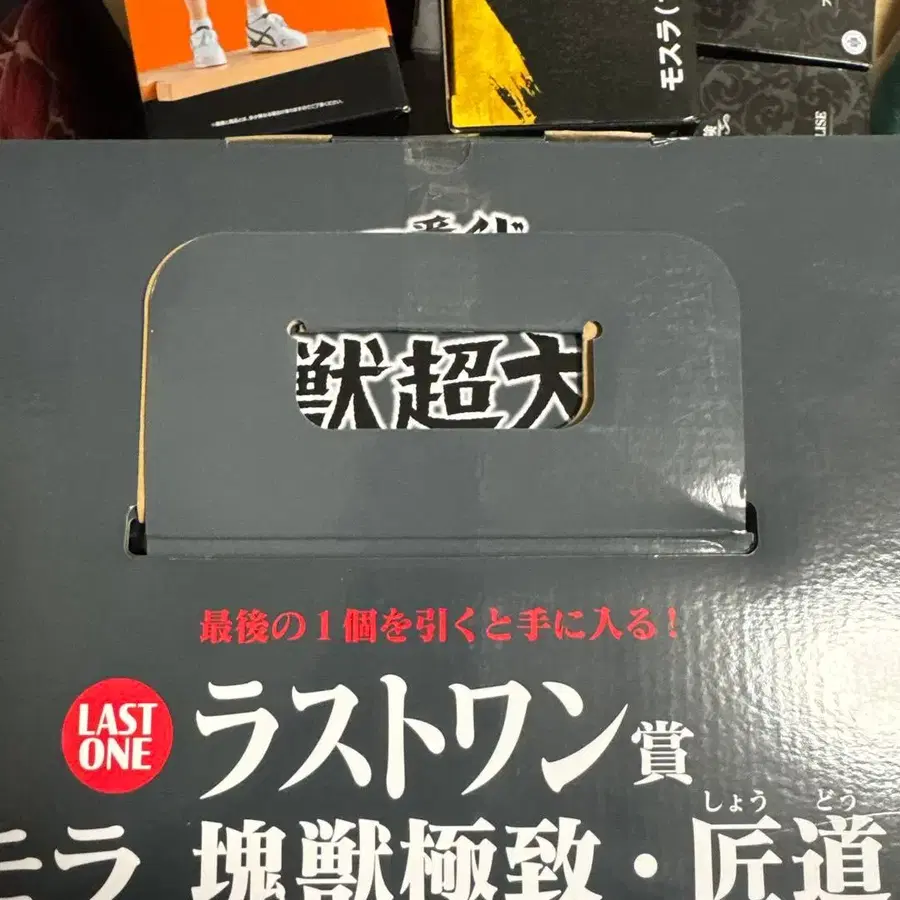 モスラ(
LISE
獣超大
最後の1個を引くと手に入る!
LAST
ONE
ラストワン賞
しょう どう
モラ 塊獣極致・匠道